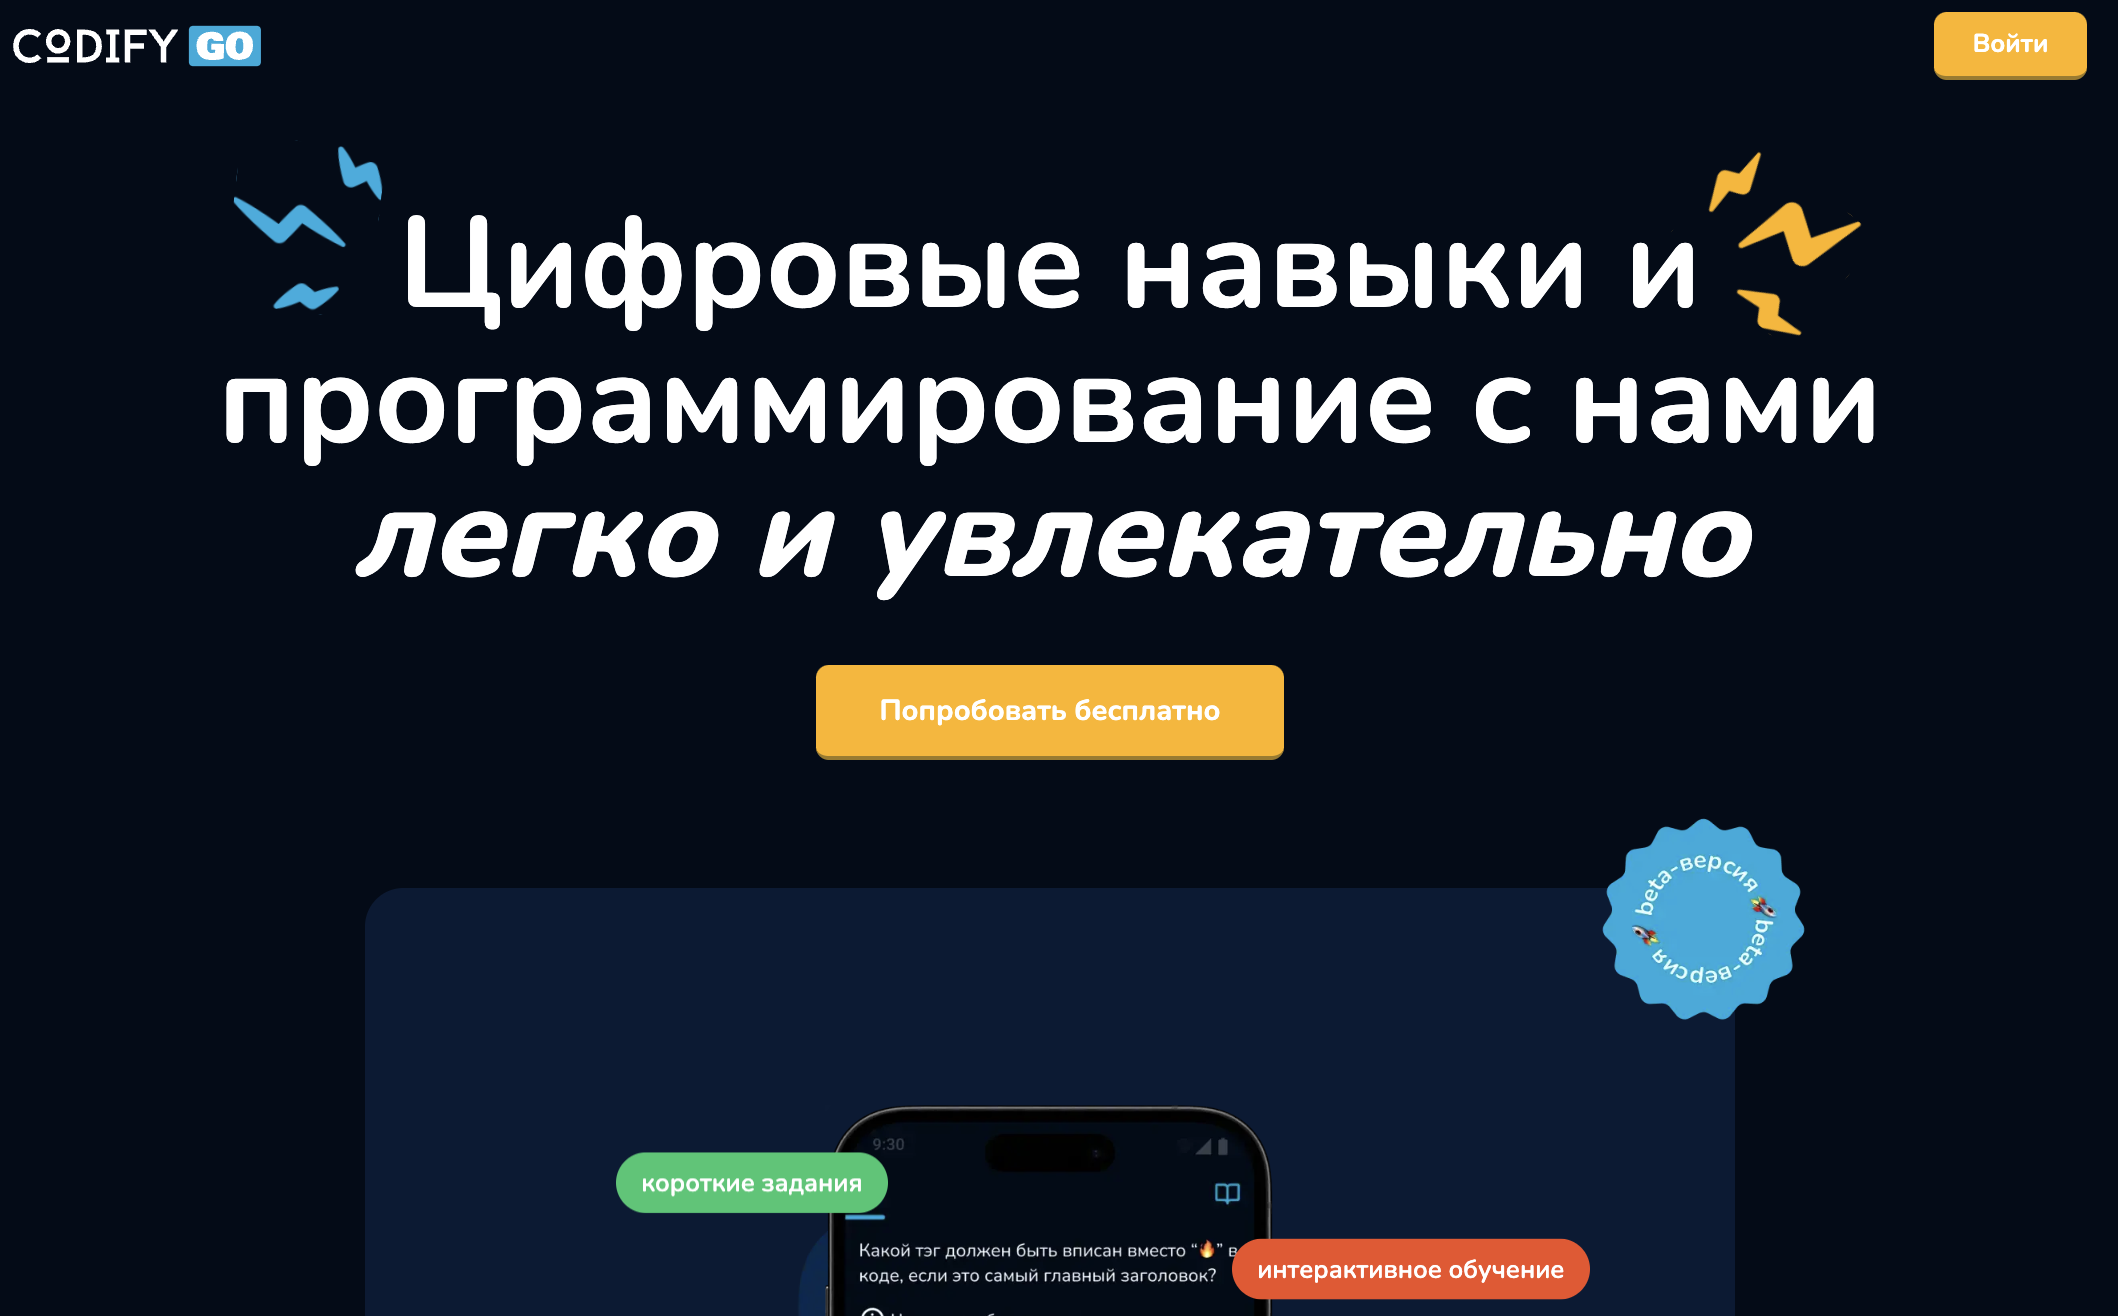 CODIFY GO
Войти
Цифровые навыки и
программирование с нами
легко и увлекательно
Попробовать бесплатно
beta-версия 🚀 beta-версия 🚀
9:30
короткие задания
Какой тэг должен быть вписан вместо “🔥” в
коде, если это самый главный заголовок?
интерактивное обучение